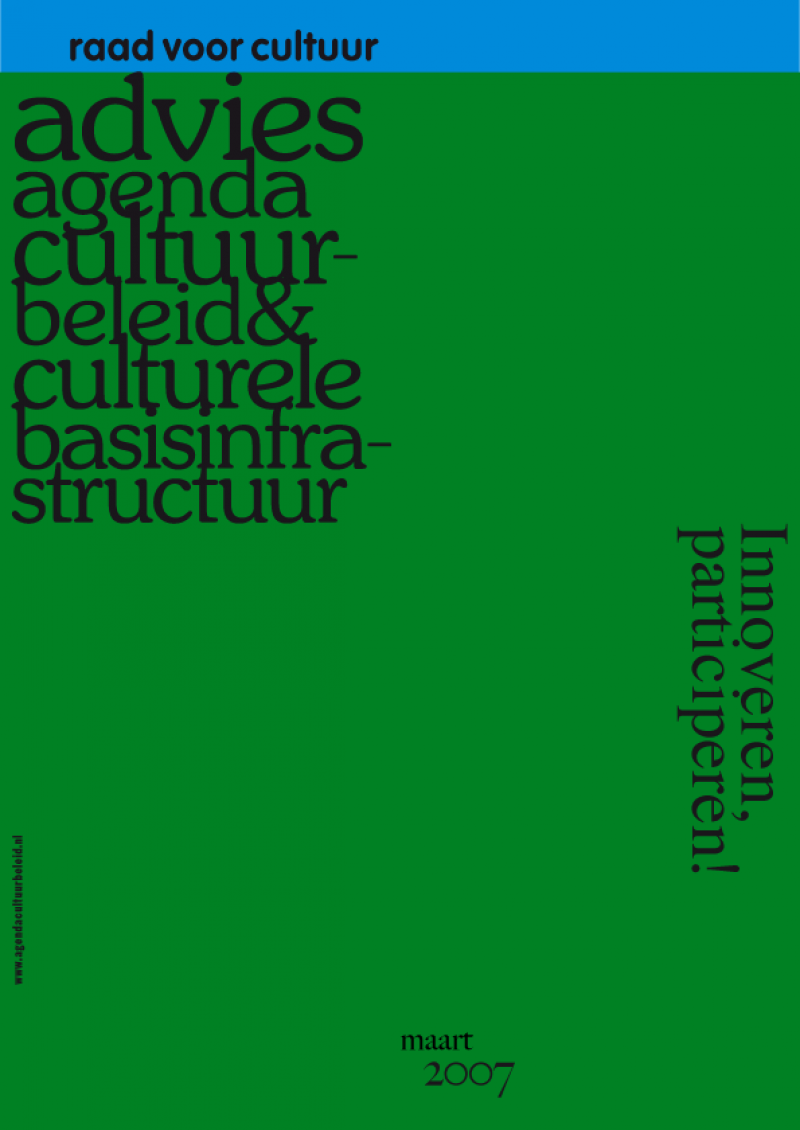 raad voor cultuur
advies
agenda
cultuur-
beleid&
culturele
basisinfra-
structuur
Innoveren,
participeren!
www.agendacultuurbeleid.nl
maart
2007